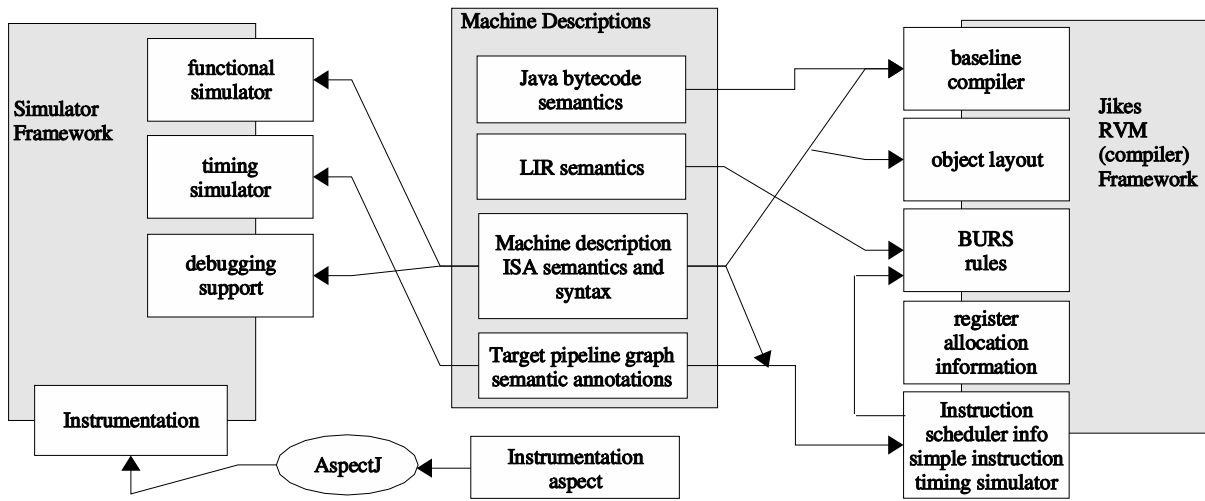 Simulator
Framework
functional
simulator
timing
simulator
debugging
support
Instrumentation
AspectJ
Machine Descriptions
Java bytecode
semantics
LIR semantics
Machine description
ISA semantics and
syntax
Target pipeline graph
semantic annotations
Instrumentation
aspect
baseline
compiler
object layout
BURS
rules
register
allocation
information
Instruction
scheduler info
simple instruction
timing simulator
Jikes
RVM
(compiler)
Framework